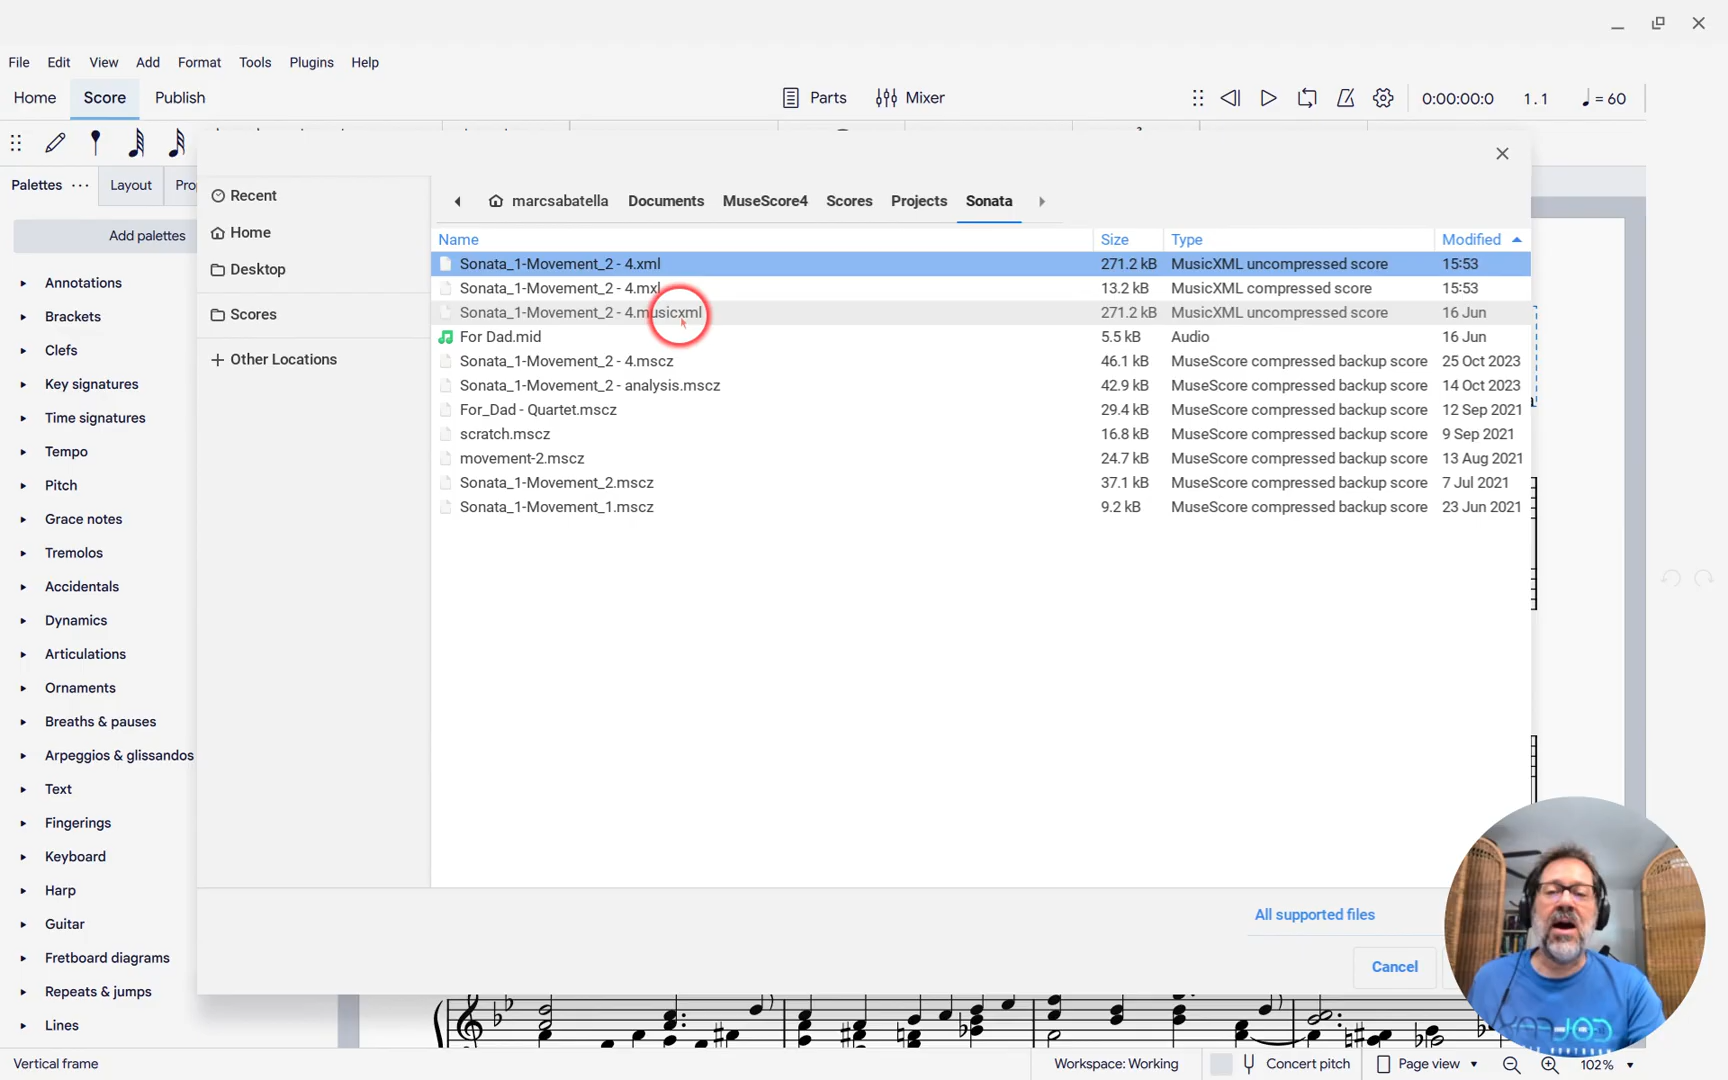 File Edit View Add Format Tools Plugins Help
Home Score Publish Parts Mixer 0:00:00:0 1. 1 = 60
Palettes ··· Layout
Add palettes
Annotations
Brackets
Clefs
Key signatures
Time signatures
Tempo
Pitch
Grace notes
Tremolos
Accidentals
Dynamics
Articulations
Ornaments
Breaths & pauses
Arpeggios & glissandos
Text
Fingerings
Keyboard
Harp
Guitar
Fretboard diagrams
Repeats & jumps
Lines
Recent
Home
Desktop
Scores
Other Locations
marcsabatella Documents MuseScore4 Scores Projects Sonata
Name Size Type Modified
Sonata_1-Movement_2 - 4.xml 271.2 kB MusicXML uncompressed score 15:53
Sonata_1-Movement_2 - 4.mxl 13.2 kB MusicXML compressed score 15:53
Sonata_1-Movement_2 - 4.musicxml 271.2 kB MusicXML uncompressed score 16 Jun
For Dad.mid 5.5 kB Audio 16 Jun
Sonata_1-Movement_2 - 4.mscz 46.1 kB MuseScore compressed backup score 25 Oct 2023
Sonata_1-Movement_2 - analysis.mscz 42.9 kB MuseScore compressed backup score 14 Oct 2023
For_Dad - Quartet.mscz 29.4 kB MuseScore compressed backup score 12 Sep 2021
scratch.mscz 16.8 kB MuseScore compressed backup score 9 Sep 2021
movement-2.mscz 24.7 kB MuseScore compressed backup score 13 Aug 2021
Sonata_1-Movement_2.mscz 37.1 kB MuseScore compressed backup score 7 Jul 2021
Sonata_1-Movement_1.mscz 9.2 kB MuseScore compressed backup score 23 Jun 2021
All supported files
Cancel
Vertical frame Workspace: Working Concert pitch Page view 102%